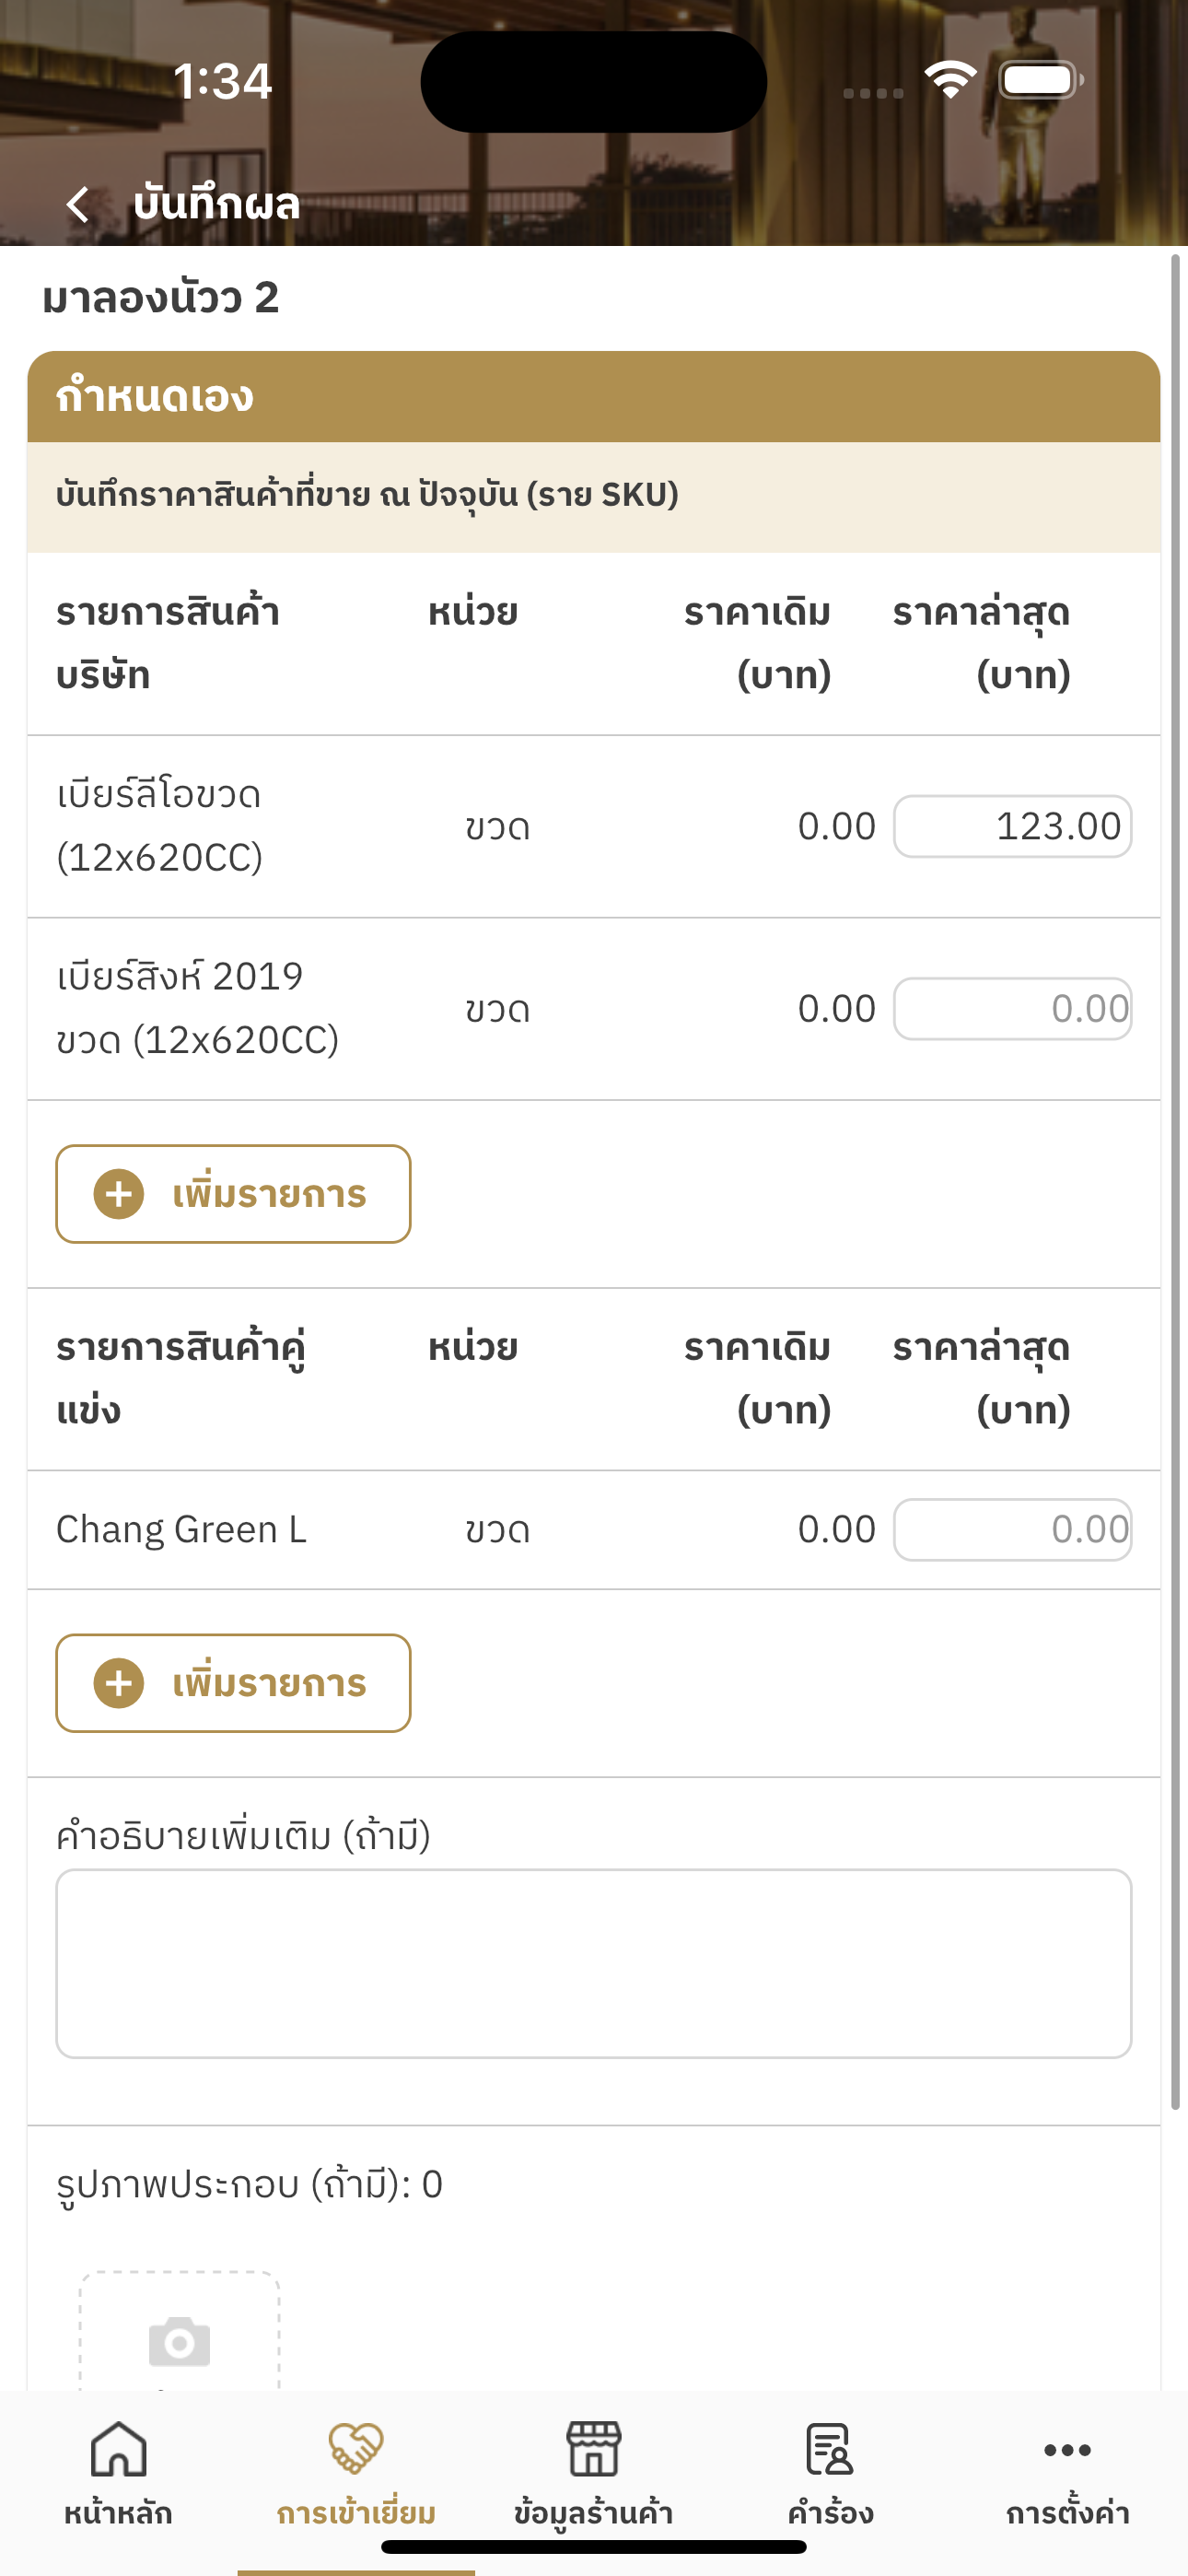 1:34
บันทึกผล
มาลองนัวว 2
กำหนดเอง
บันทึกราคาสินค้าที่ขาย ณ ปัจจุบัน (ราย SKU)
รายการสินค้า หน่วย ราคาเดิม ราคาล่าสุด
บริษัท (บาท) (บาท)
เบียร์ลีโอขวด
(12x620CC) ขวด 0.00 123.00
เบียร์สิงห์ 2019
ขวด (12x620CC) ขวด 0.00 0.00
เพิ่มรายการ
รายการสินค้าคู่ หน่วย ราคาเดิม ราคาล่าสุด
แข่ง (บาท) (บาท)
Chang Green L ขวด 0.00 0.00
เพิ่มรายการ
คำอธิบายเพิ่มเติม (ถ้ามี)
รูปภาพประกอบ (ถ้ามี): 0
หน้าหลัก การเข้าเยี่ยม ข้อมูลร้านค้า คำร้อง การตั้งค่า